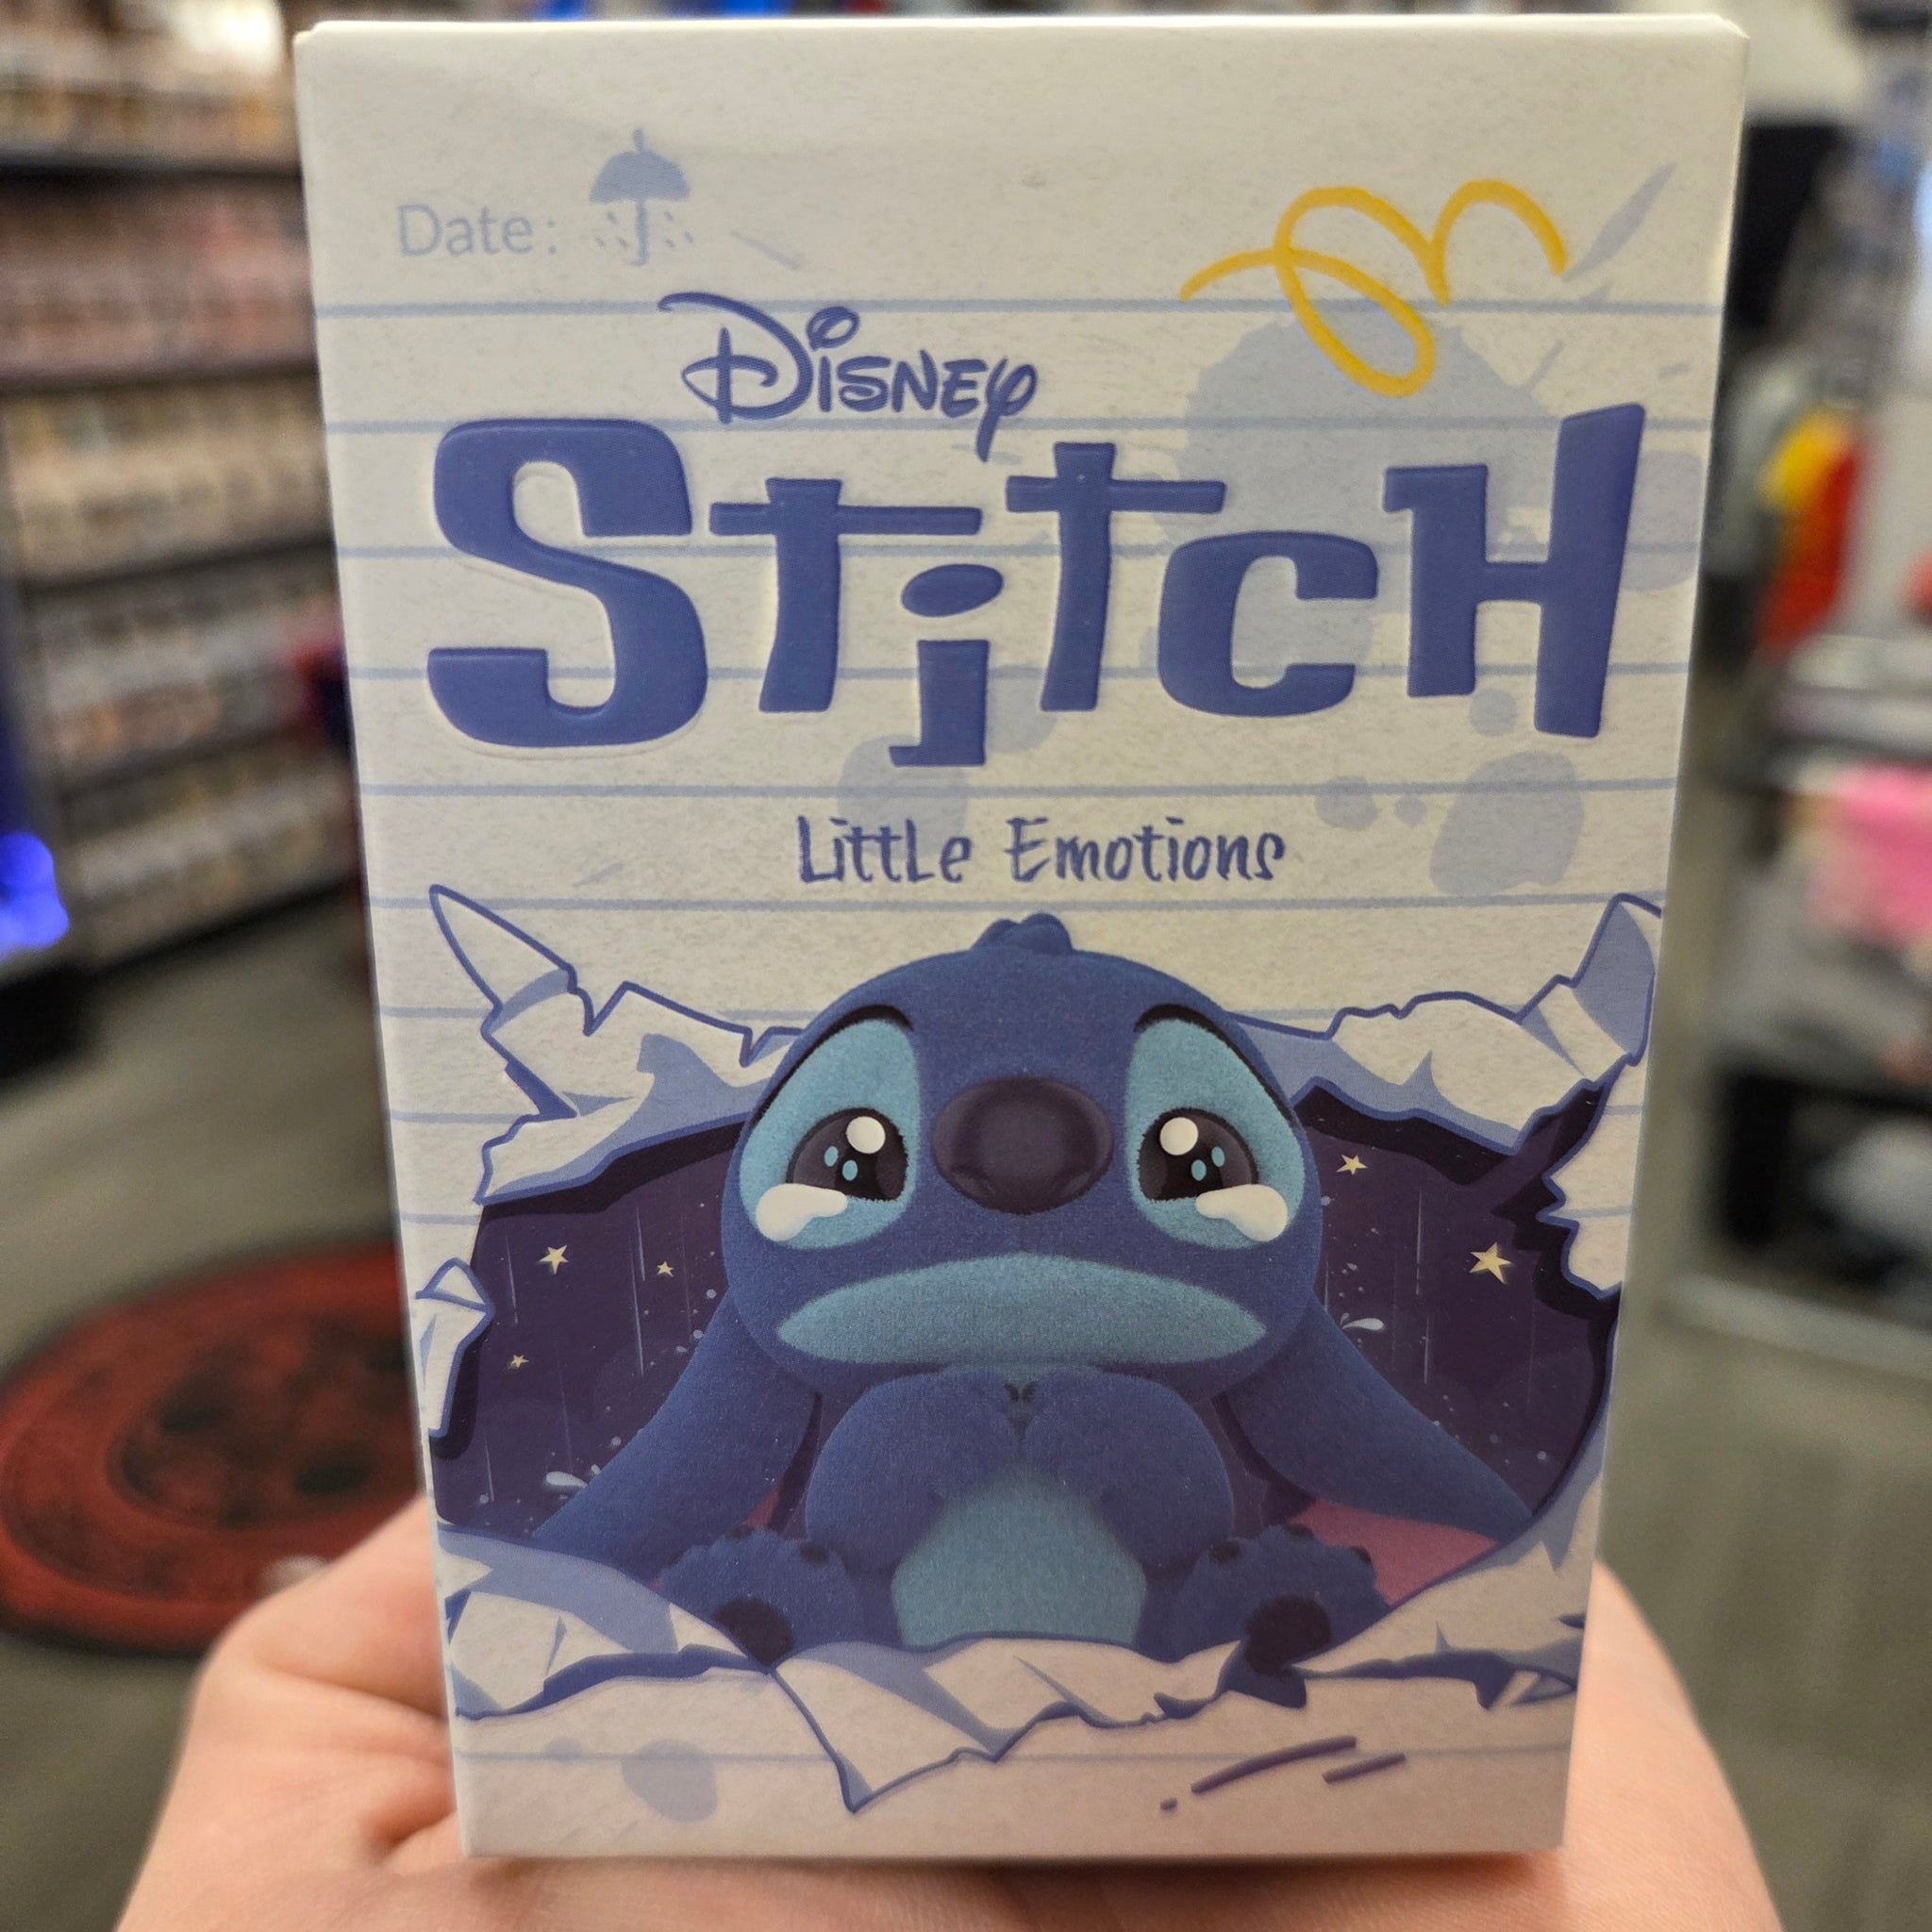 Date:
Disney
Stitch
Little Emotions